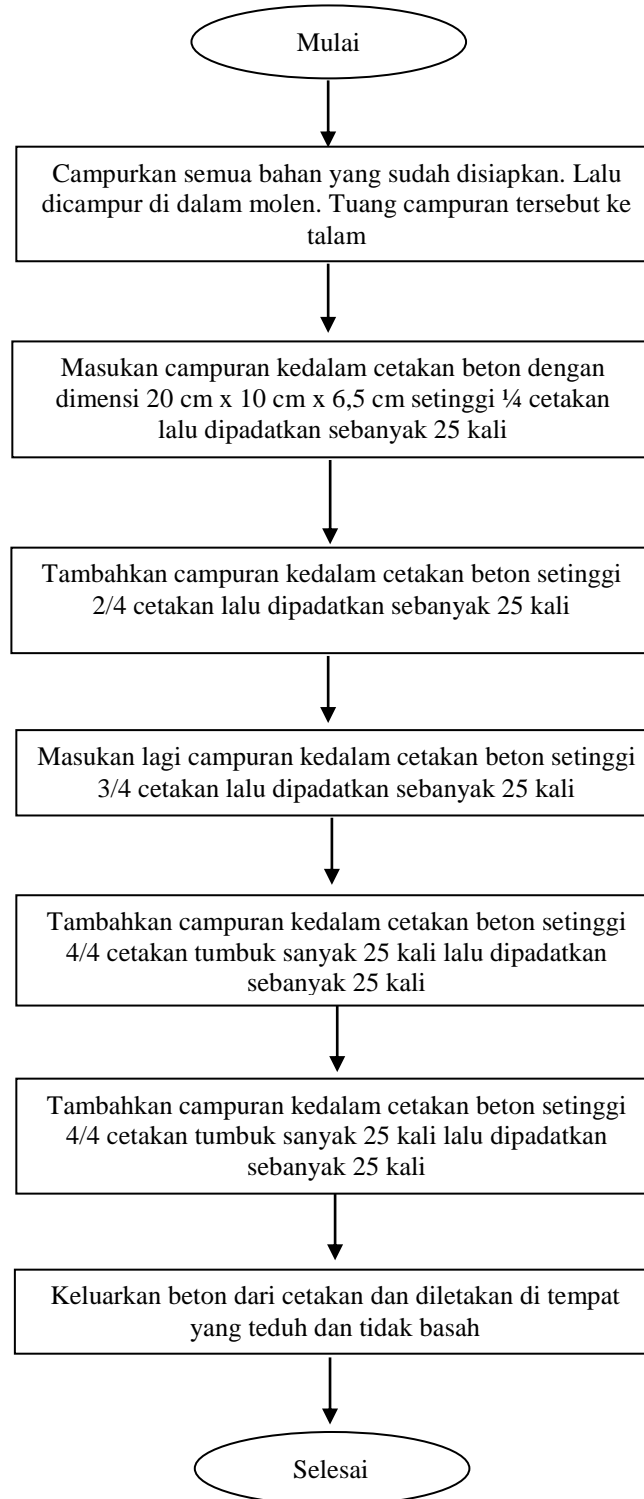 Mulai
Campurkan semua bahan yang sudah disiapkan. Lalu
dicampur di dalam molen. Tuang campuran tersebut ke
talam
Masukan campuran kedalam cetakan beton dengan
dimensi 20 cm x 10 cm x 6,5 cm setinggi ¼ cetakan
lalu dipadatkan sebanyak 25 kali
Tambahkan campuran kedalam cetakan beton setinggi
2/4 cetakan lalu dipadatkan sebanyak 25 kali
Masukan lagi campuran kedalam cetakan beton setinggi
3/4 cetakan lalu dipadatkan sebanyak 25 kali
Tambahkan campuran kedalam cetakan beton setinggi
4/4 cetakan tumbuk sanyak 25 kali lalu dipadatkan
sebanyak 25 kali
Tambahkan campuran kedalam cetakan beton setinggi
4/4 cetakan tumbuk sanyak 25 kali lalu dipadatkan
sebanyak 25 kali
Keluarkan beton dari cetakan dan diletakan di tempat
yang teduh dan tidak basah
Selesai